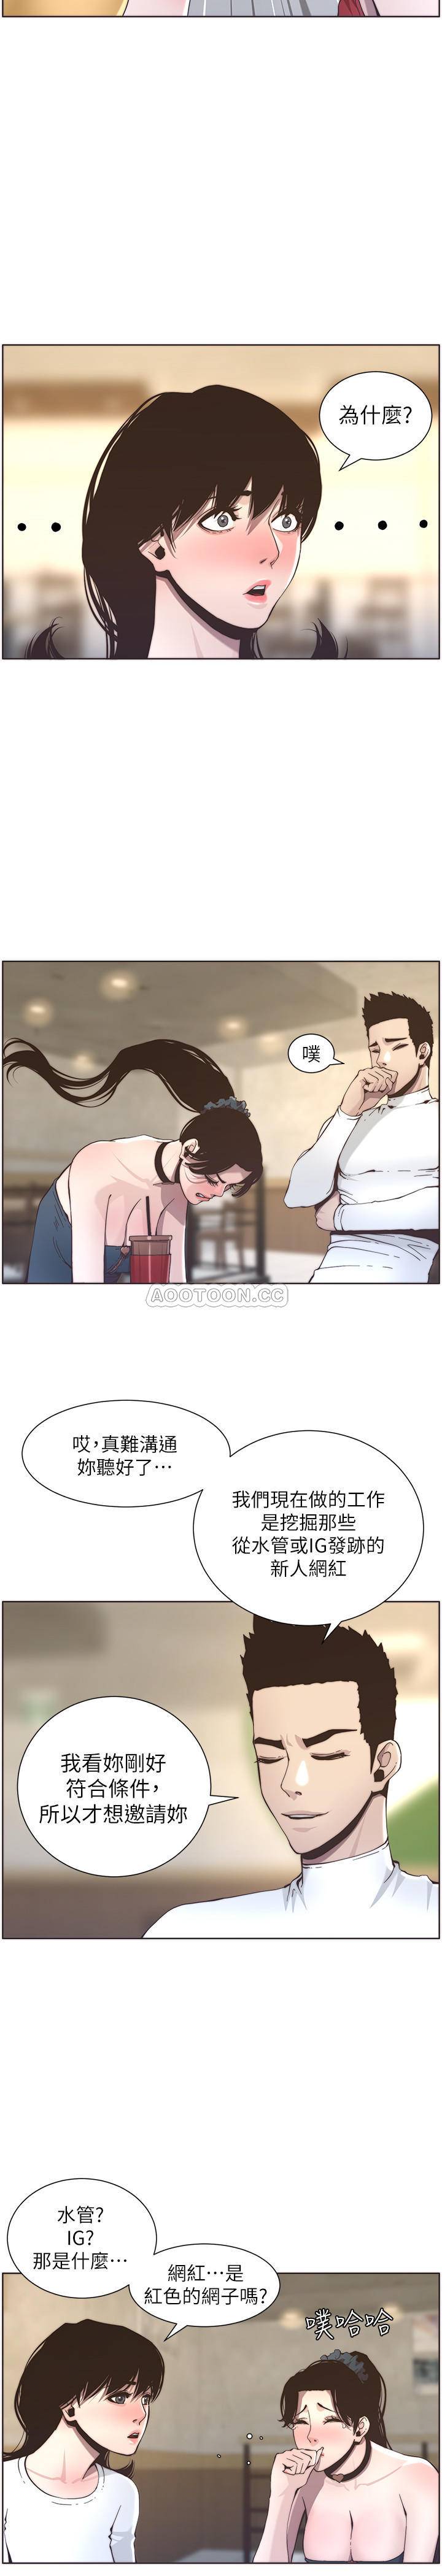 為什麼?
噗
AOOTOON.CC
哎,真難溝通
妳聽好了…
我們現在做的工作
是挖掘那些
從水管或IG發跡的
新人網紅
我看妳剛好
符合條件,
所以才想邀請妳
水管?
IG?
那是什麼…
網紅…是
紅色的網子嗎?
噗哈哈